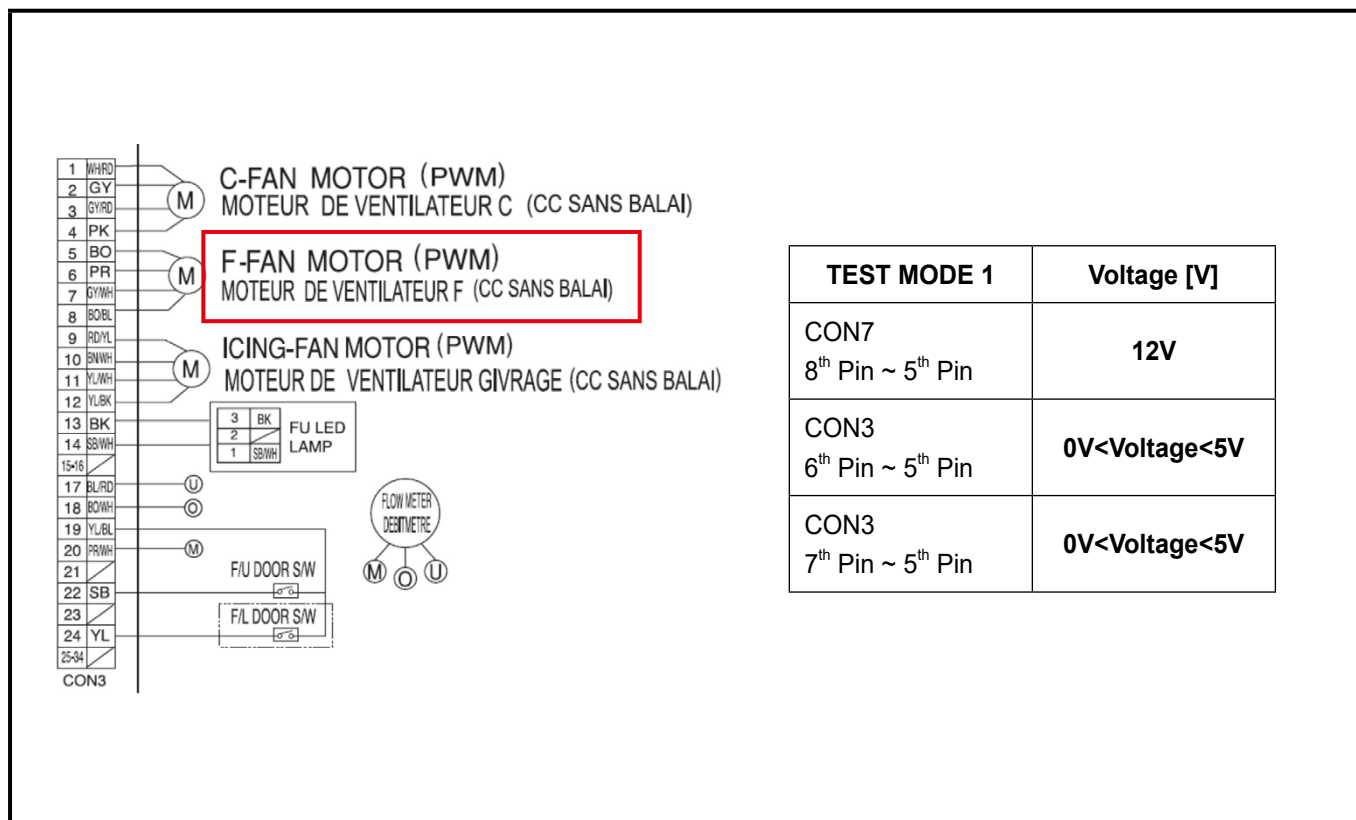 1 WH/RD
2 GY
3 GY/RD
4 PK
5 BO
6 PR
7 GY/WH
8 BO/BL
9 RD/YL
10 BN/WH
11 YL/WH
12 YL/BK
13 BK
14 SB/WH
15-16
17 BL/RD
18 BO/WH
19 YL/BL
20 PR/WH
21
22 SB
23
24 YL
25-34
CON3
M
C-FAN MOTOR (PWM)
MOTEUR DE VENTILATEUR C (CC SANS BALAI)
M
F-FAN MOTOR (PWM)
MOTEUR DE VENTILATEUR F (CC SANS BALAI)
M
ICING-FAN MOTOR (PWM)
MOTEUR DE VENTILATEUR GIVRAGE (CC SANS BALAI)
3 BK
2
1 SB/WH
FU LED
LAMP
U
O
M
FLOW METER
DEBITMETRE
M O U
F/U DOOR S/W
F/L DOOR S/W
TEST MODE 1 Voltage [V]
CON7
8th Pin ~ 5th Pin
12V
CON3
6th Pin ~ 5th Pin
0V<Voltage<5V
CON3
7th Pin ~ 5th Pin
0V<Voltage<5V